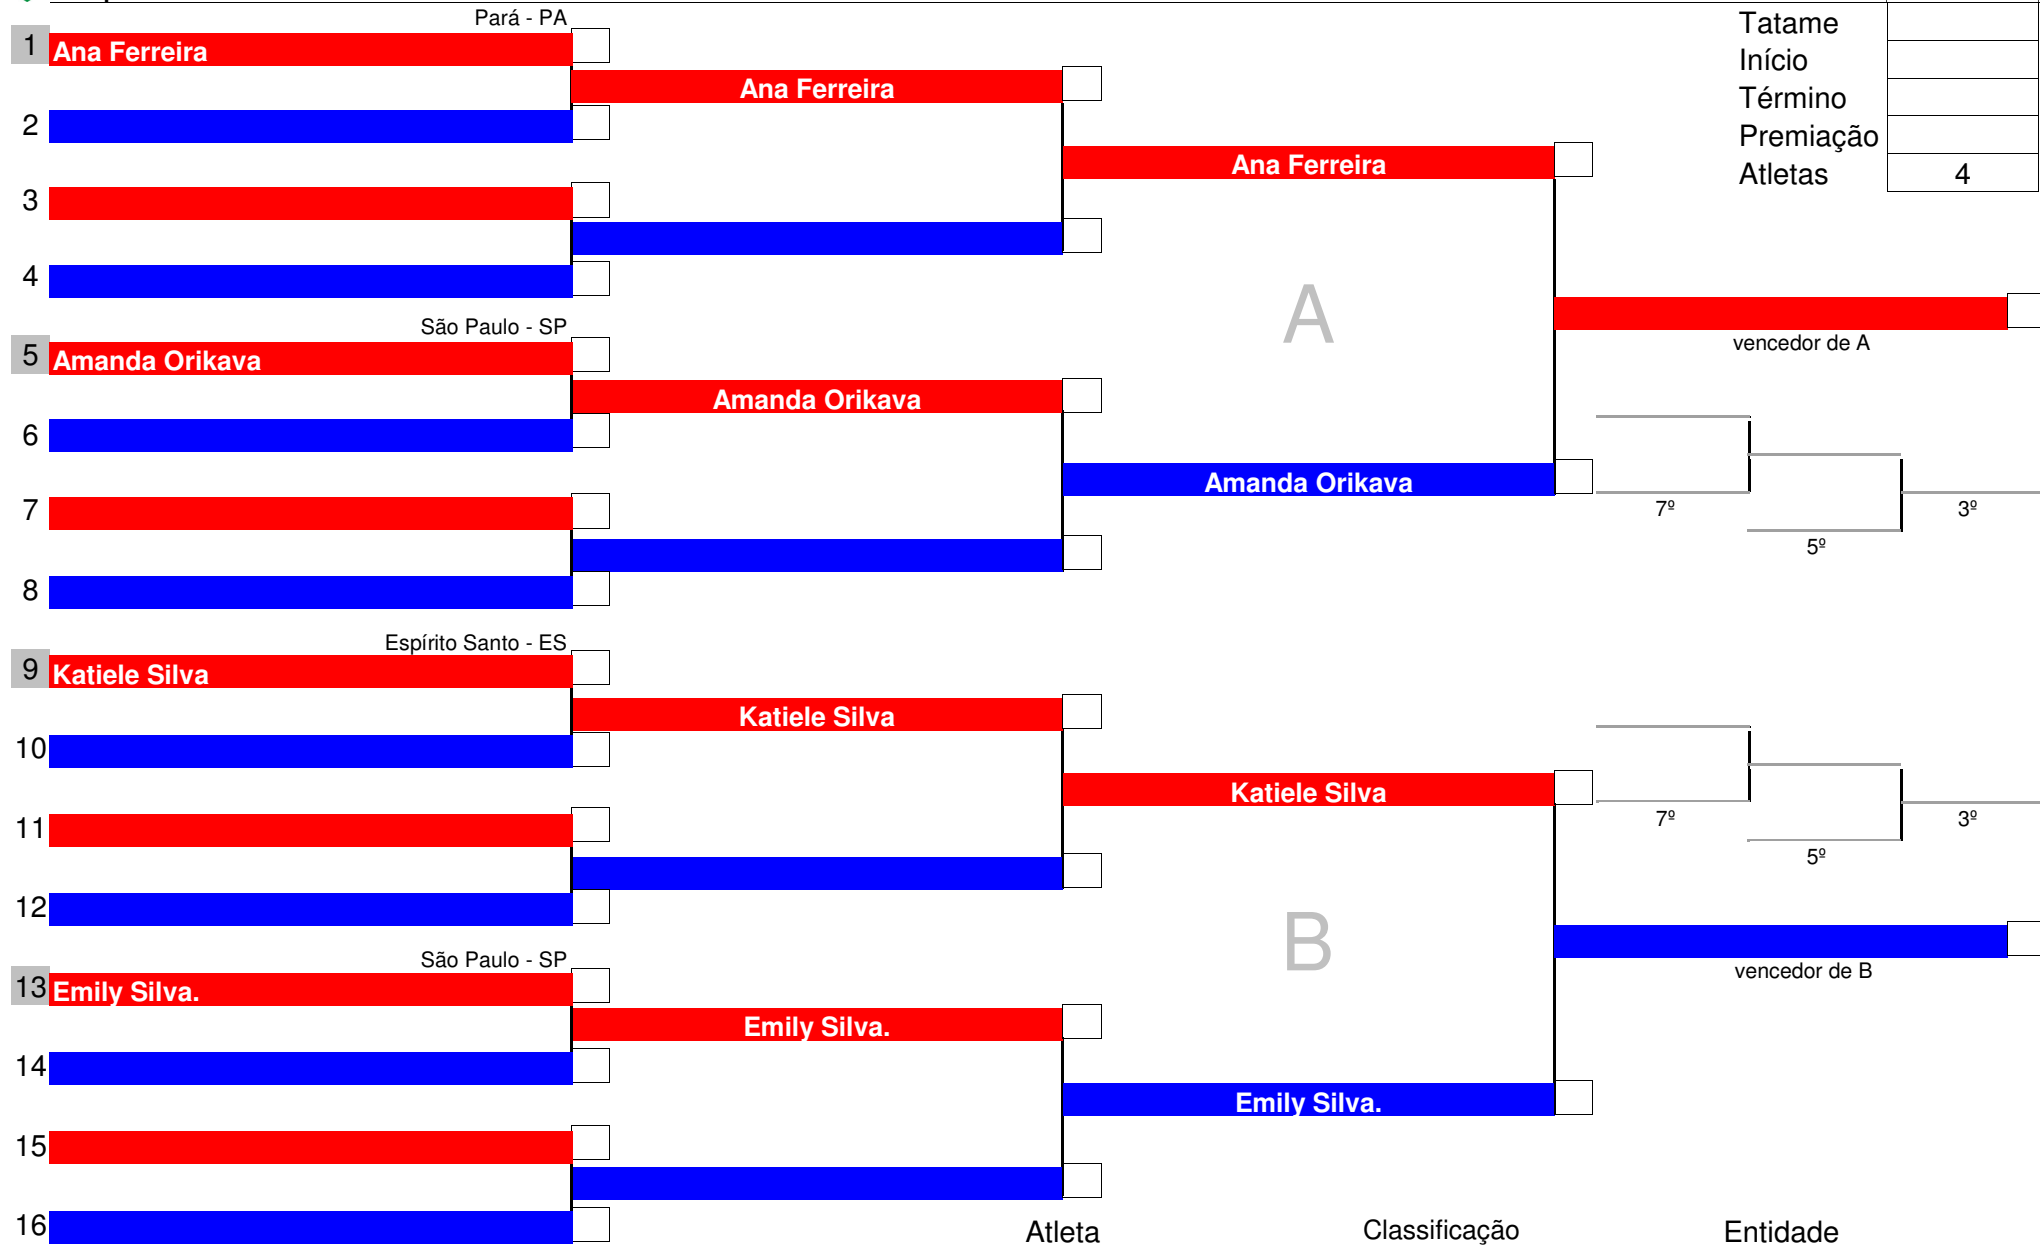 Pará - PA
1 Ana Ferreira
Ana Ferreira
2
Ana Ferreira
3
4
Tatame
Início
Término
Premiação
Atletas 4
A
vencedor de A
São Paulo - SP
5 Amanda Orikava
Amanda Orikava
6
Amanda Orikava
7
8
7º
3º
5º
Espírito Santo - ES
9 Katiele Silva
Katiele Silva
10
Katiele Silva
11
12
7º
3º
5º
B
vencedor de B
São Paulo - SP
13 Emily Silva.
Emily Silva.
14
Emily Silva.
15
16
Atleta Classificação Entidade